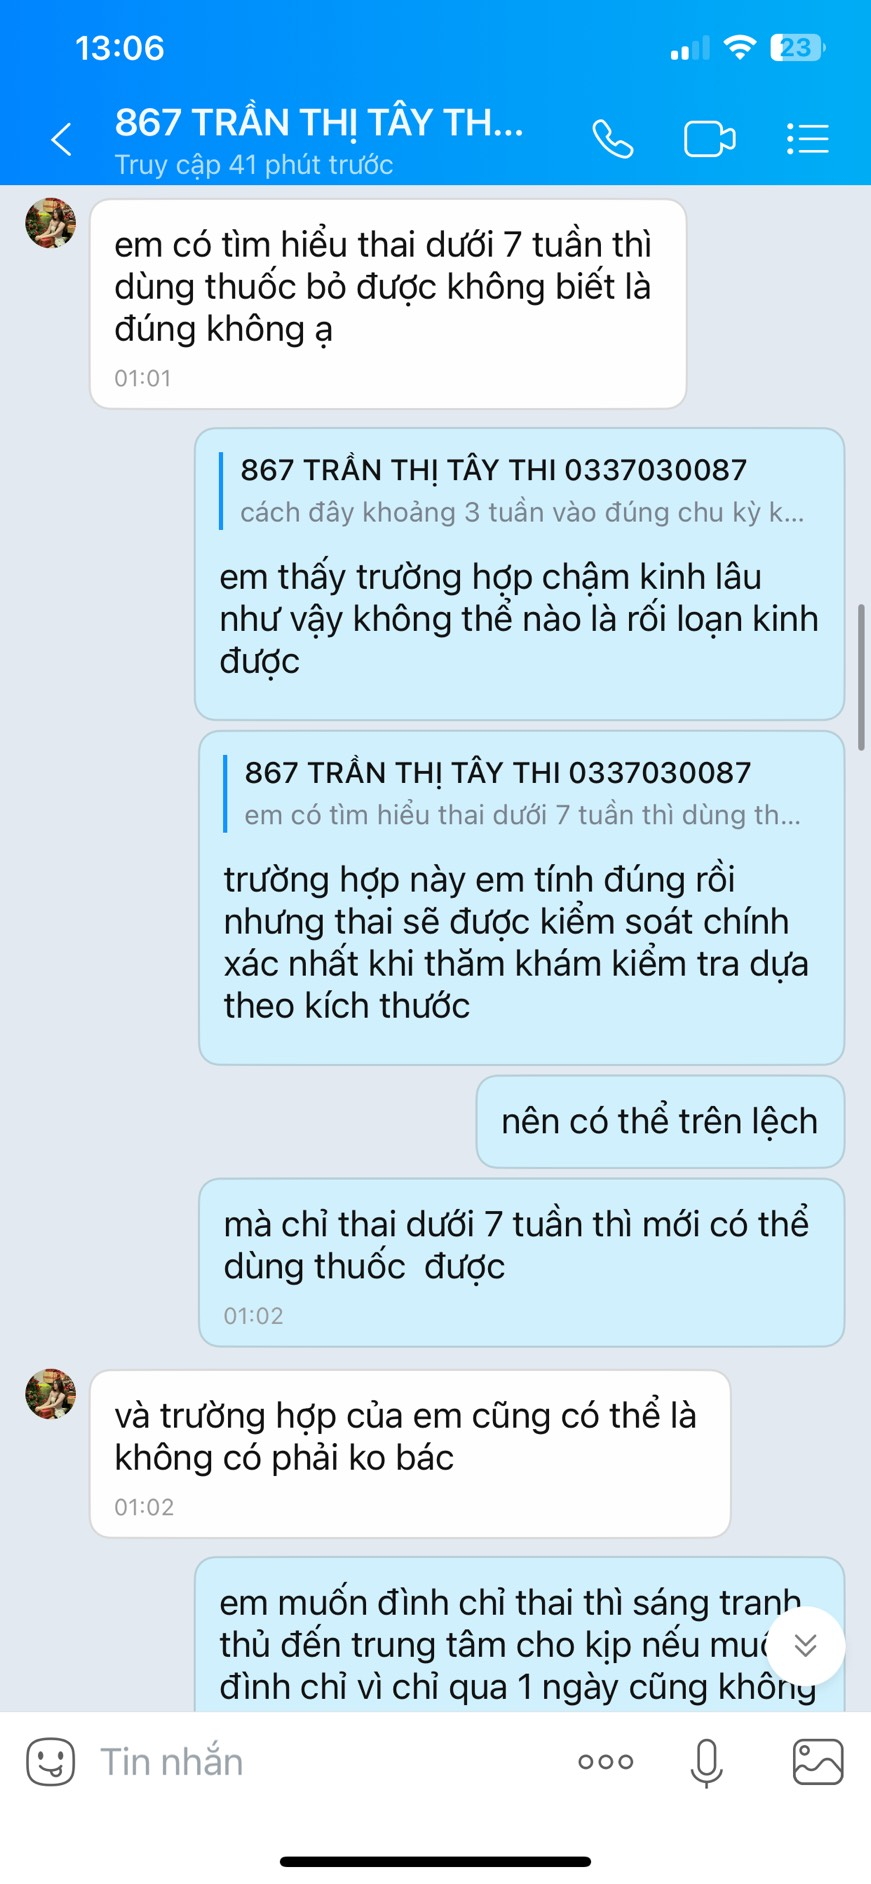 13:06
23
867 TRẦN THỊ TÂY TH...
Truy cập 41 phút trước
em có tìm hiểu thai dưới 7 tuần thì
dùng thuốc bỏ được không biết là
đúng không ạ
01:01
867 TRẦN THỊ TÂY THI 0337030087
cách đây khoảng 3 tuần vào đúng chu kỳ k...
em thấy trường hợp chậm kinh lâu
như vậy không thể nào là rối loạn kinh
được
867 TRẦN THỊ TÂY THI 0337030087
em có tìm hiểu thai dưới 7 tuần thì dùng th...
trường hợp này em tính đúng rồi
nhưng thai sẽ được kiểm soát chính
xác nhất khi thăm khám kiểm tra dựa
theo kích thước
nên có thể trên lệch
mà chỉ thai dưới 7 tuần thì mới có thể
dùng thuốc  được
01:02
và trường hợp của em cũng có thể là
không có phải ko bác
01:02
em muốn đình chỉ thai thì sáng tranh
thủ đến trung tâm cho kịp nếu
đình chỉ vì chỉ qua 1 ngày cũng không
Tin nhắn